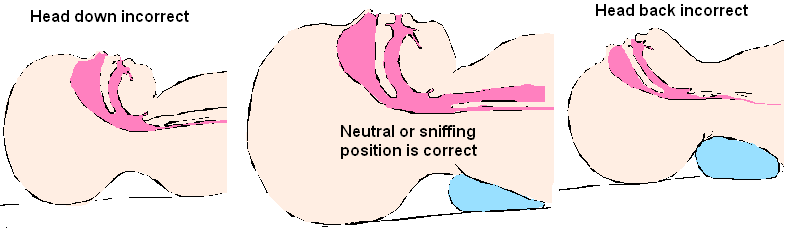 Head down incorrect
Neutral or sniffing
position is correct
Head back incorrect